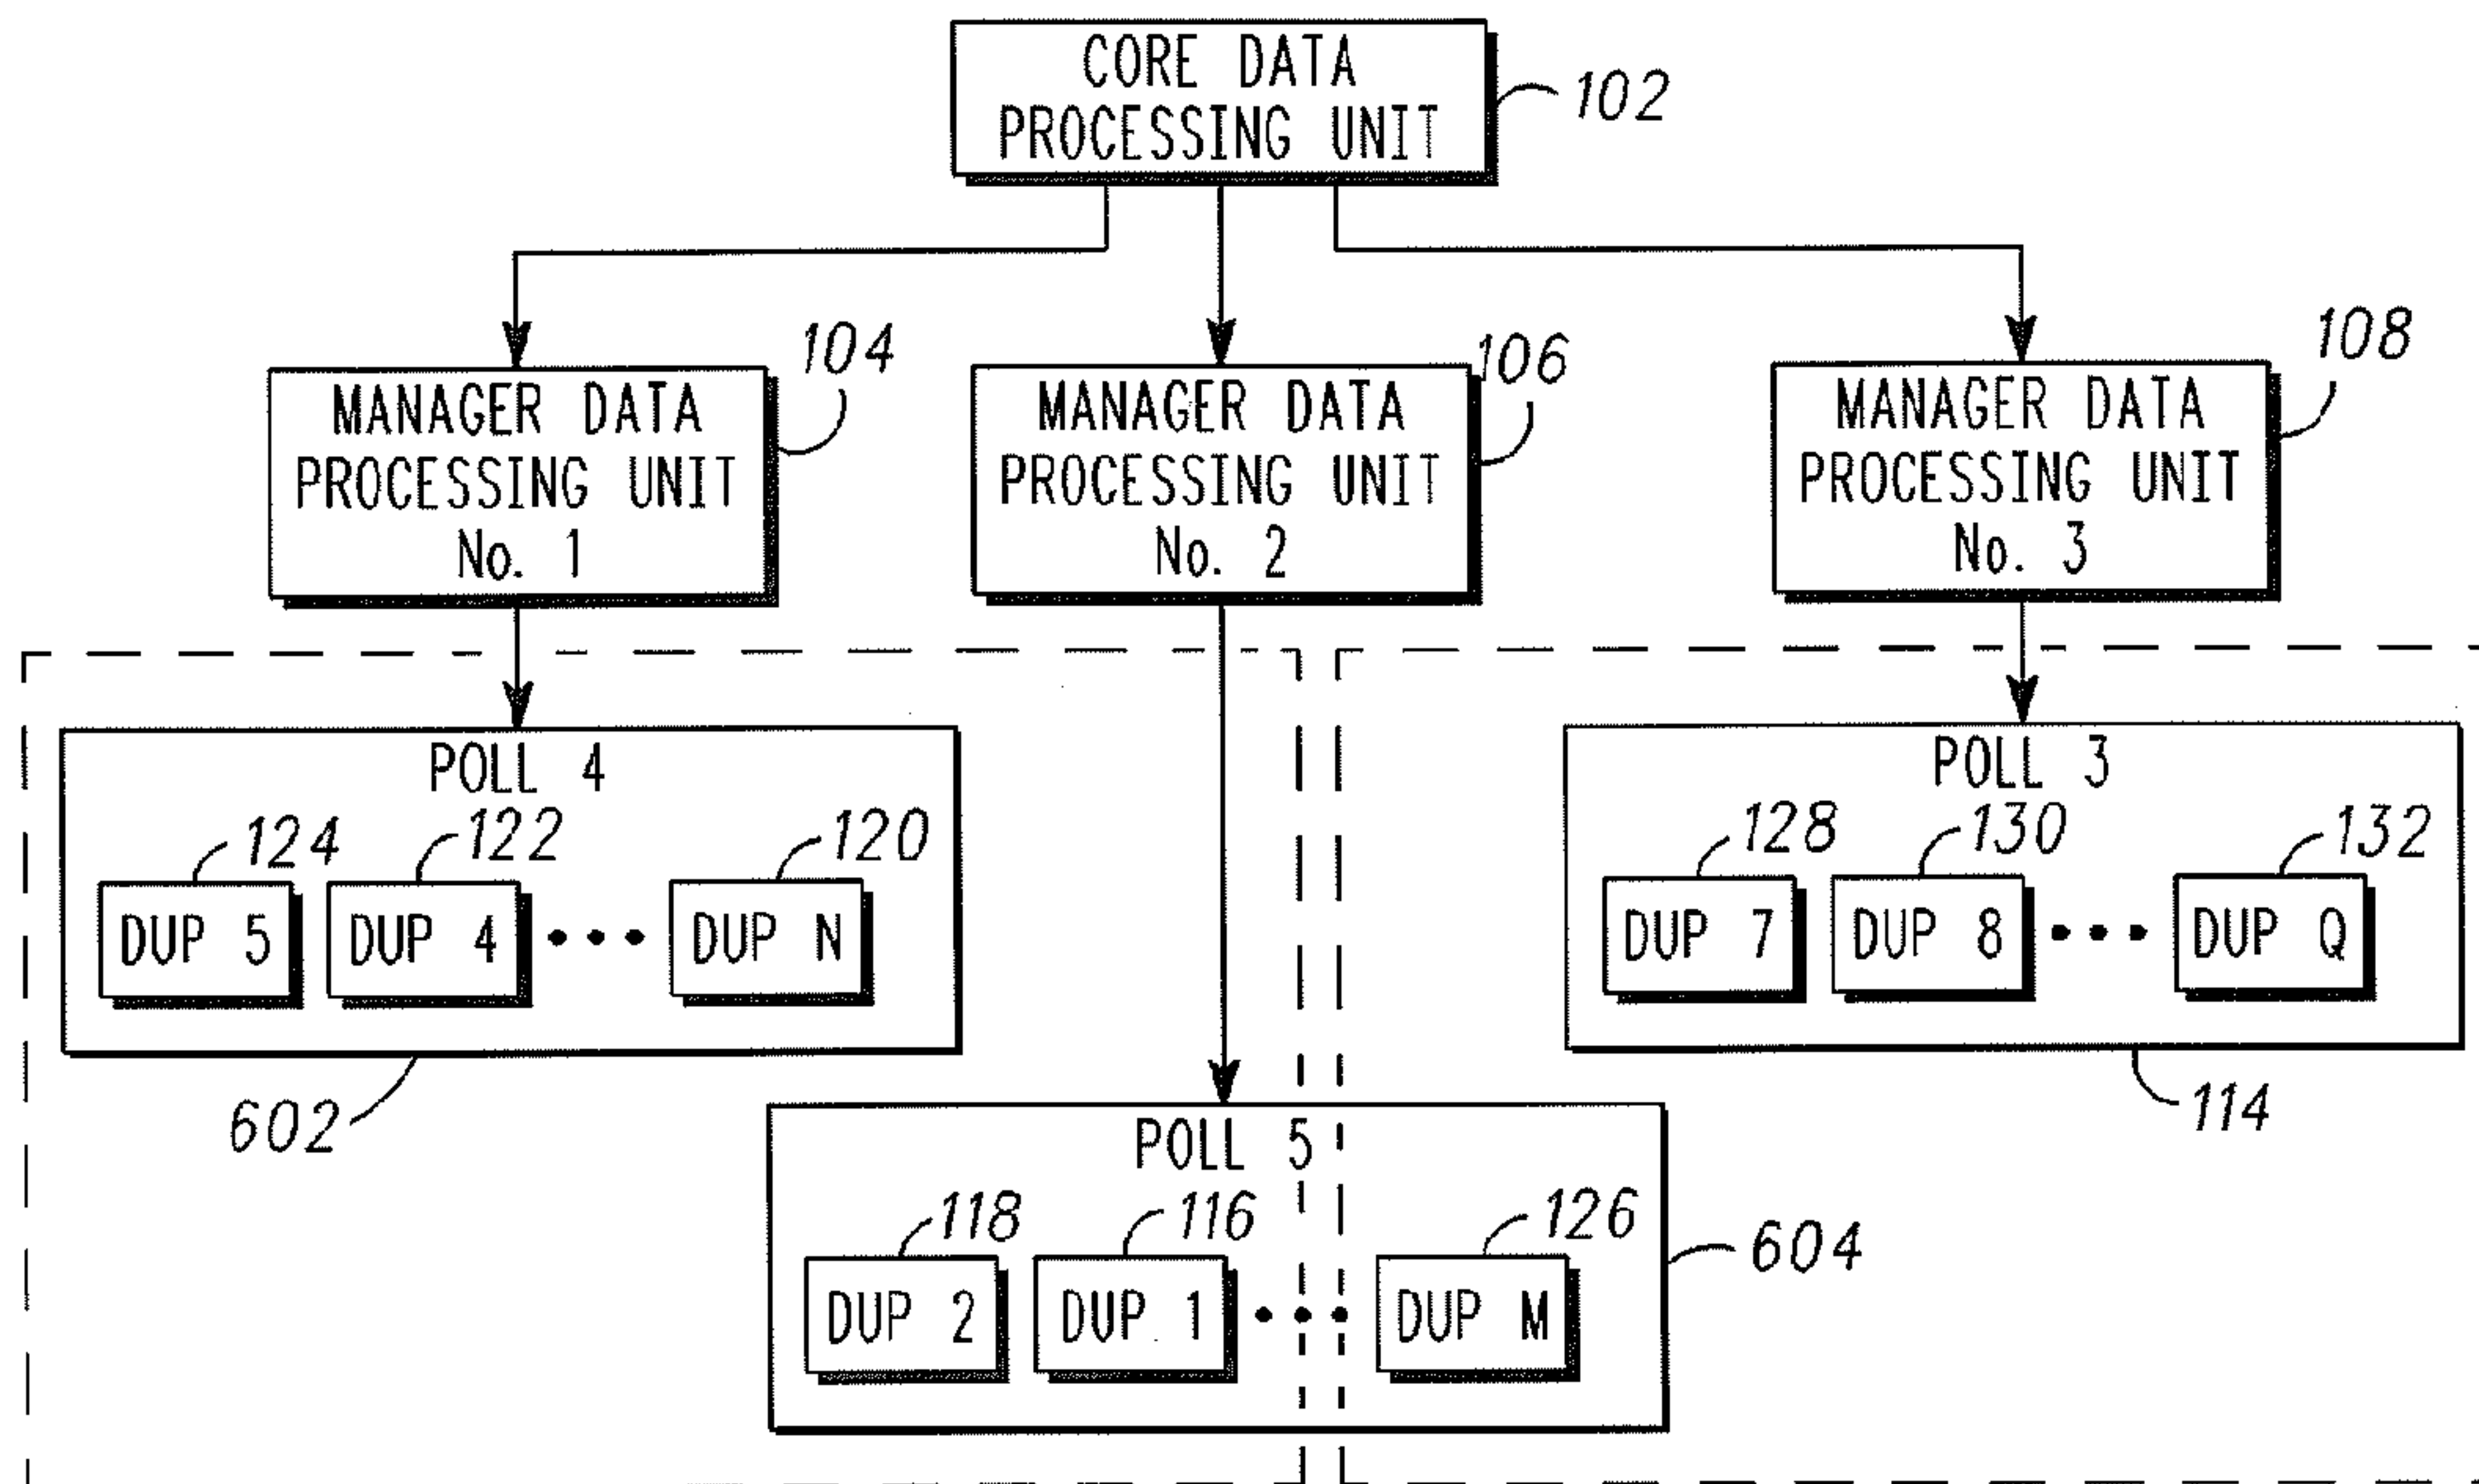 CORE DATA
PROCESSING UNIT
102
MANAGER DATA
PROCESSING UNIT
No. 1
104
MANAGER DATA
PROCESSING UNIT
No. 2
106
MANAGER DATA
PROCESSING UNIT
No. 3
108
POLL 4
124
122
120
DUP 5
DUP 4
DUP N
602
POLL 3
128
130
132
DUP 7
DUP 8
DUP Q
114
POLL 5
118
116
126
DUP 2
DUP 1
DUP M
604